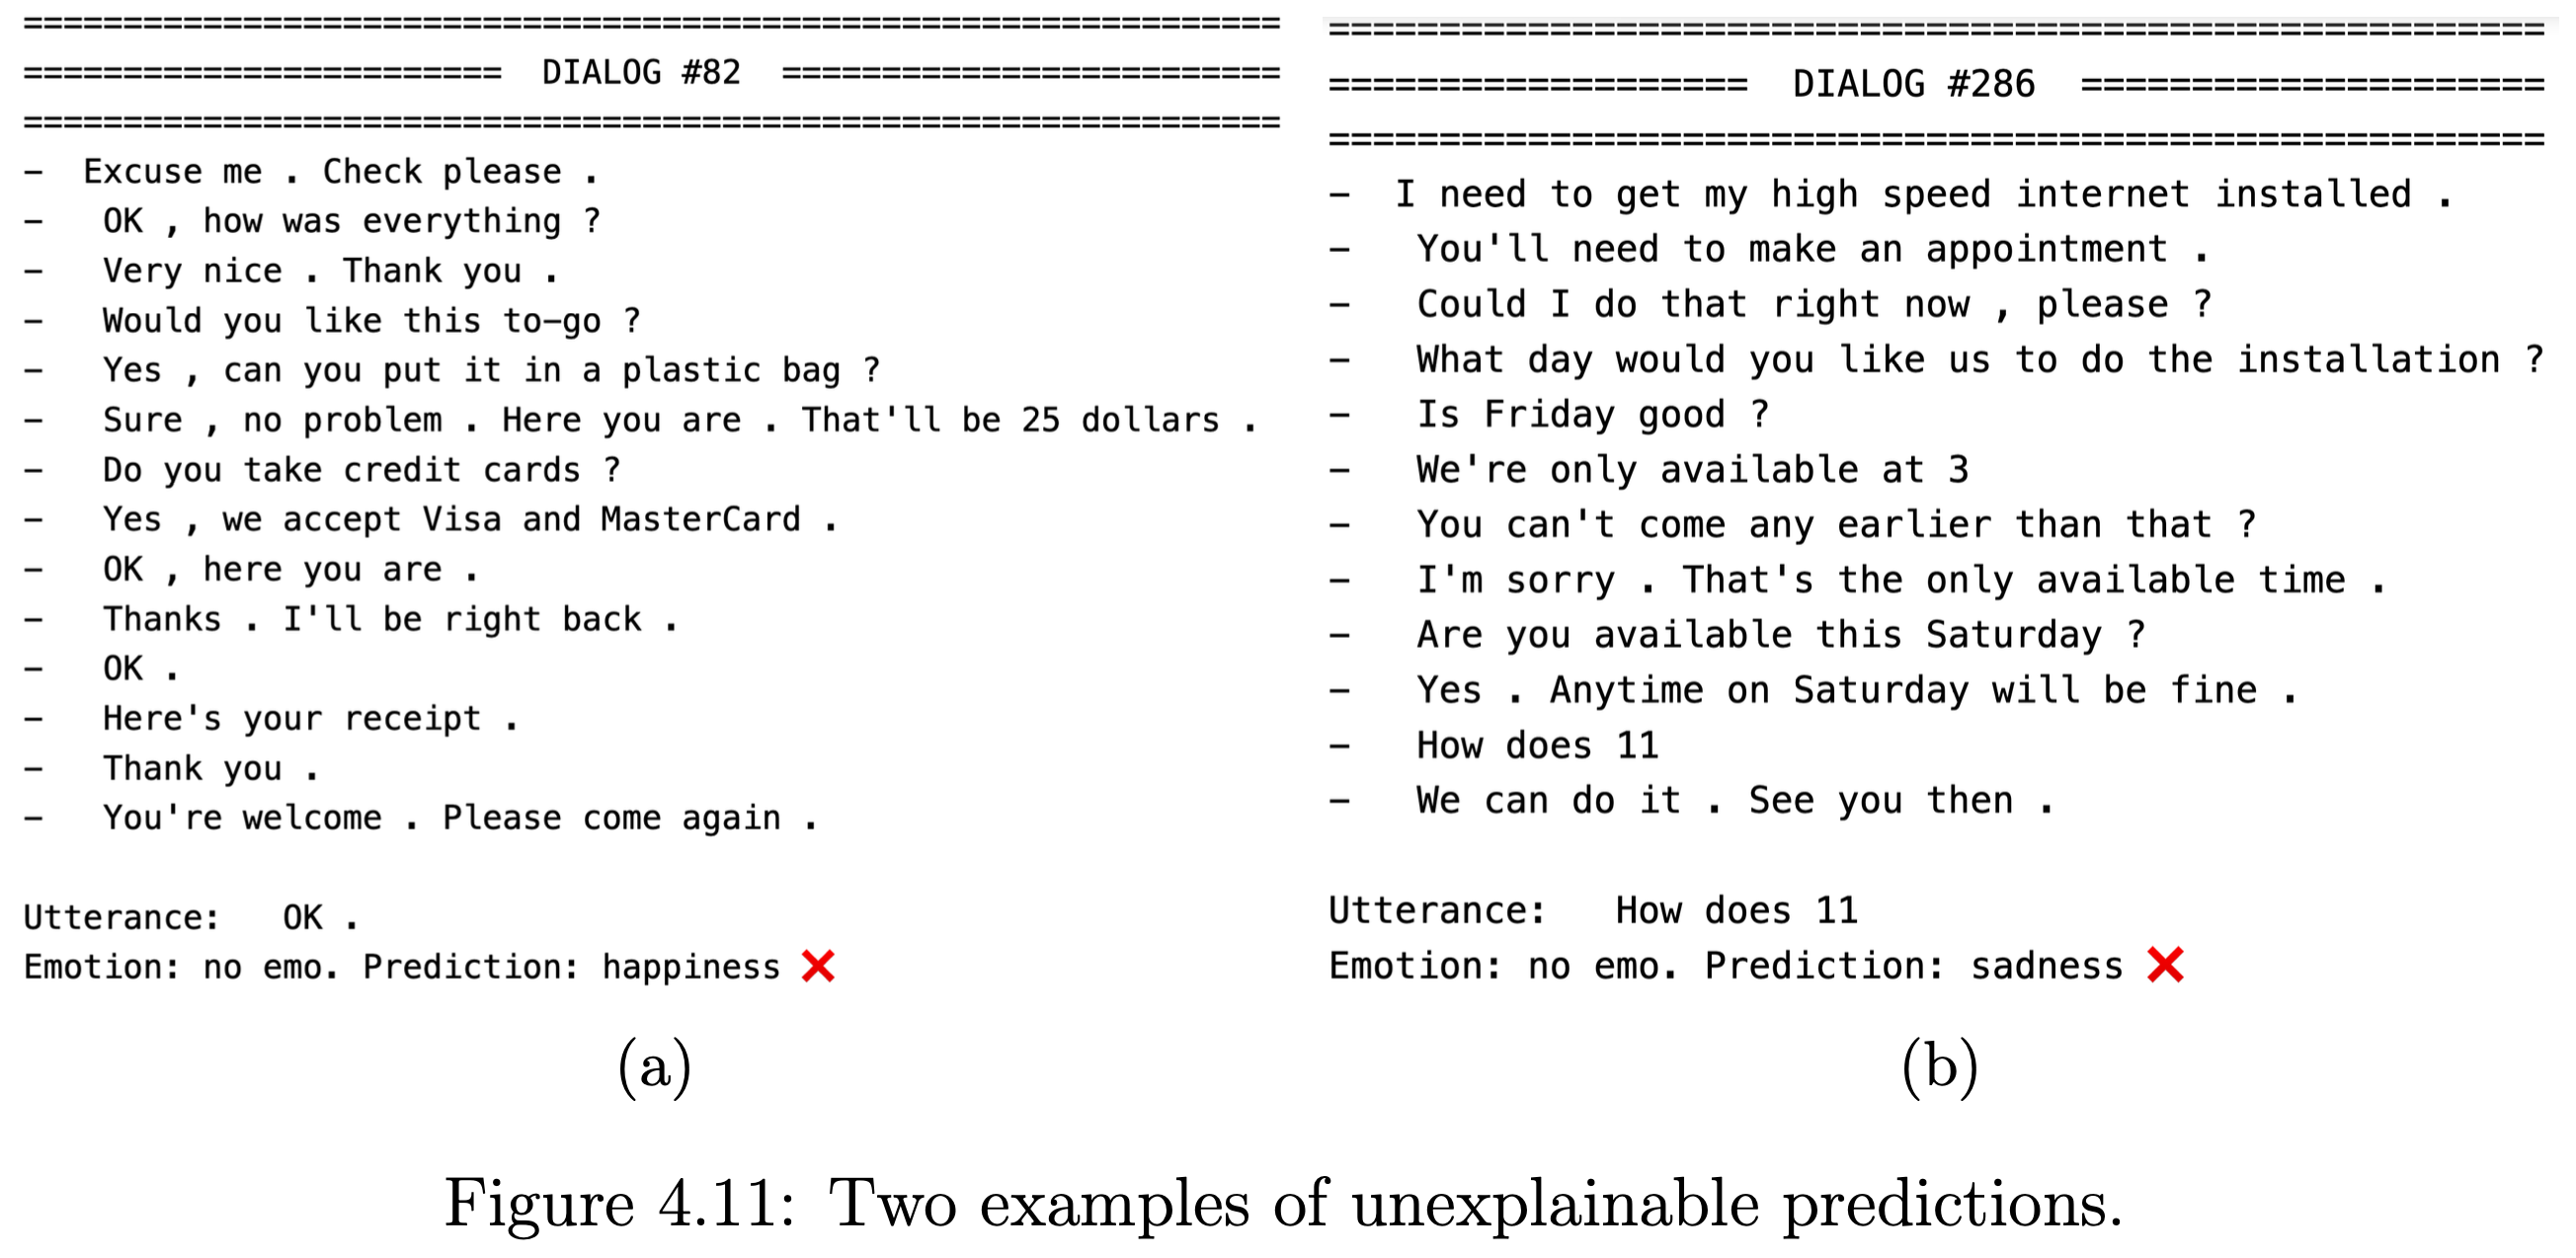 ===============================================================
======================== DIALOG #82 =========================
===============================================================
- Excuse me . Check please .
- OK , how was everything ?
- Very nice . Thank you .
- Would you like this to-go ?
- Yes , can you put it in a plastic bag ?
- Sure , no problem . Here you are . That'll be 25 dollars .
- Do you take credit cards ?
- Yes , we accept Visa and MasterCard .
- OK , here you are .
- Thanks . I'll be right back .
- OK .
- Here's your receipt .
- Thank you .
- You're welcome . Please come again .
Utterance: OK .
Emotion: no emo. Prediction: happiness ❌
(a)
=======================================================
=================== DIALOG #286 =====================
=======================================================
- I need to get my high speed internet installed .
- You'll need to make an appointment .
- Could I do that right now , please ?
- What day would you like us to do the installation ?
- Is Friday good ?
- We're only available at 3
- You can't come any earlier than that ?
- I'm sorry . That's the only available time .
- Are you available this Saturday ?
- Yes . Anytime on Saturday will be fine .
- How does 11
- We can do it . See you then .
Utterance: How does 11
Emotion: no emo. Prediction: sadness ❌
(b)
Figure 4.11: Two examples of unexplainable predictions.